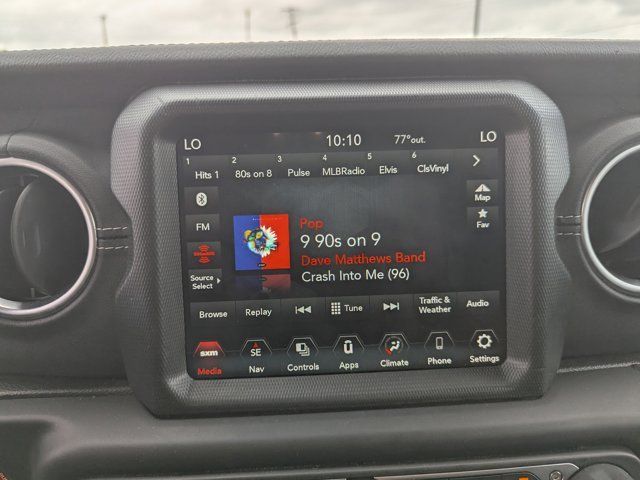 LO 10:10 77°out. LO
1 Hits 1 2 80s on 8 3 Pulse 4 MLBRadio 5 Elvis 6 ClsVinyl
Map
FM
Fav
Pop
9 90s on 9
Dave Matthews Band
Crash Into Me (96)
Source
Select
Browse Replay Tune Traffic & Weather Audio
sxm SE
Media Nav Controls Apps Climate Phone Settings